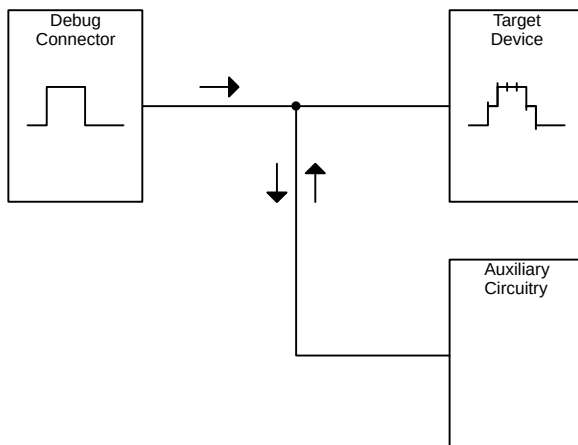 Debug
Connector
Target
Device
Auxiliary
Circuitry